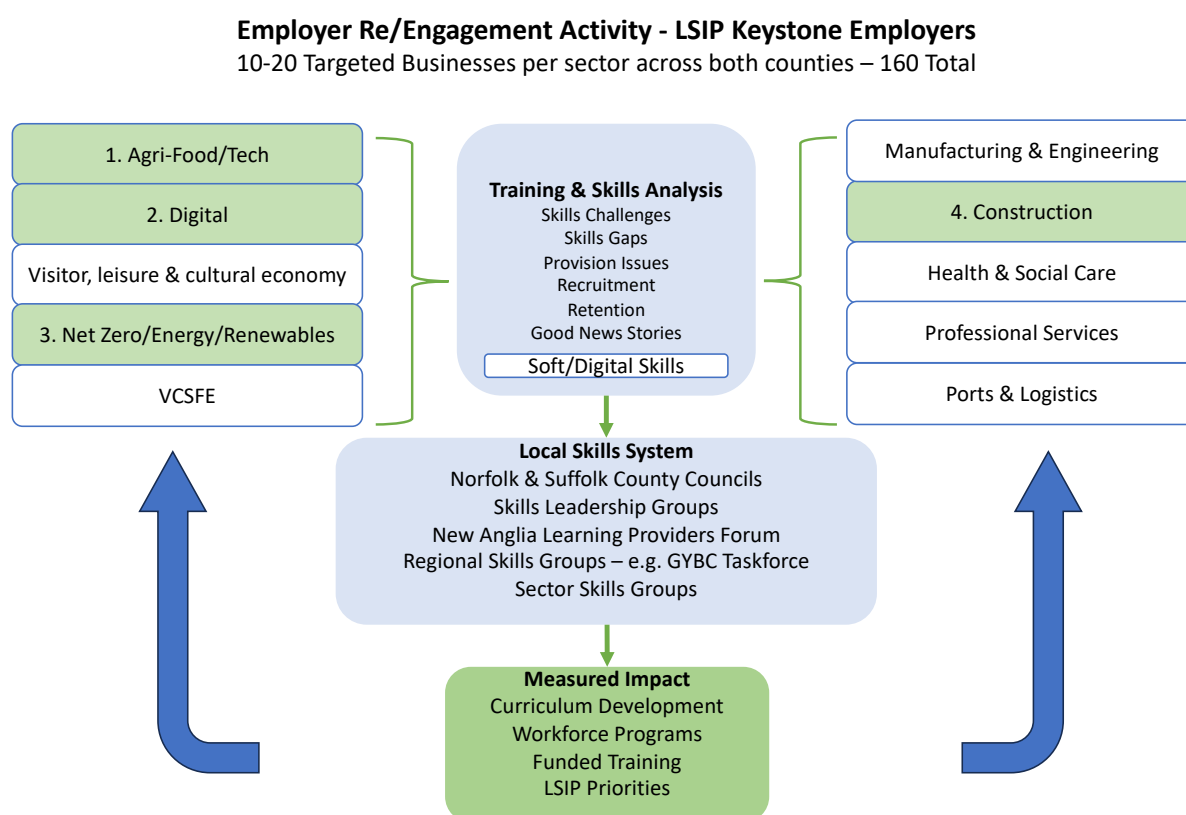 Employer Re/Engagement Activity - LSIP Keystone Employers
10-20 Targeted Businesses per sector across both counties – 160 Total
1. Agri-Food/Tech
2. Digital
Visitor, leisure & cultural economy
3. Net Zero/Energy/Renewables
VCSFE
Training & Skills Analysis
Skills Challenges
Skills Gaps
Provision Issues
Recruitment
Retention
Good News Stories
Soft/Digital Skills
Manufacturing & Engineering
4. Construction
Health & Social Care
Professional Services
Ports & Logistics
Local Skills System
Norfolk & Suffolk County Councils
Skills Leadership Groups
New Anglia Learning Providers Forum
Regional Skills Groups – e.g. GYBC Taskforce
Sector Skills Groups
Measured Impact
Curriculum Development
Workforce Programs
Funded Training
LSIP Priorities